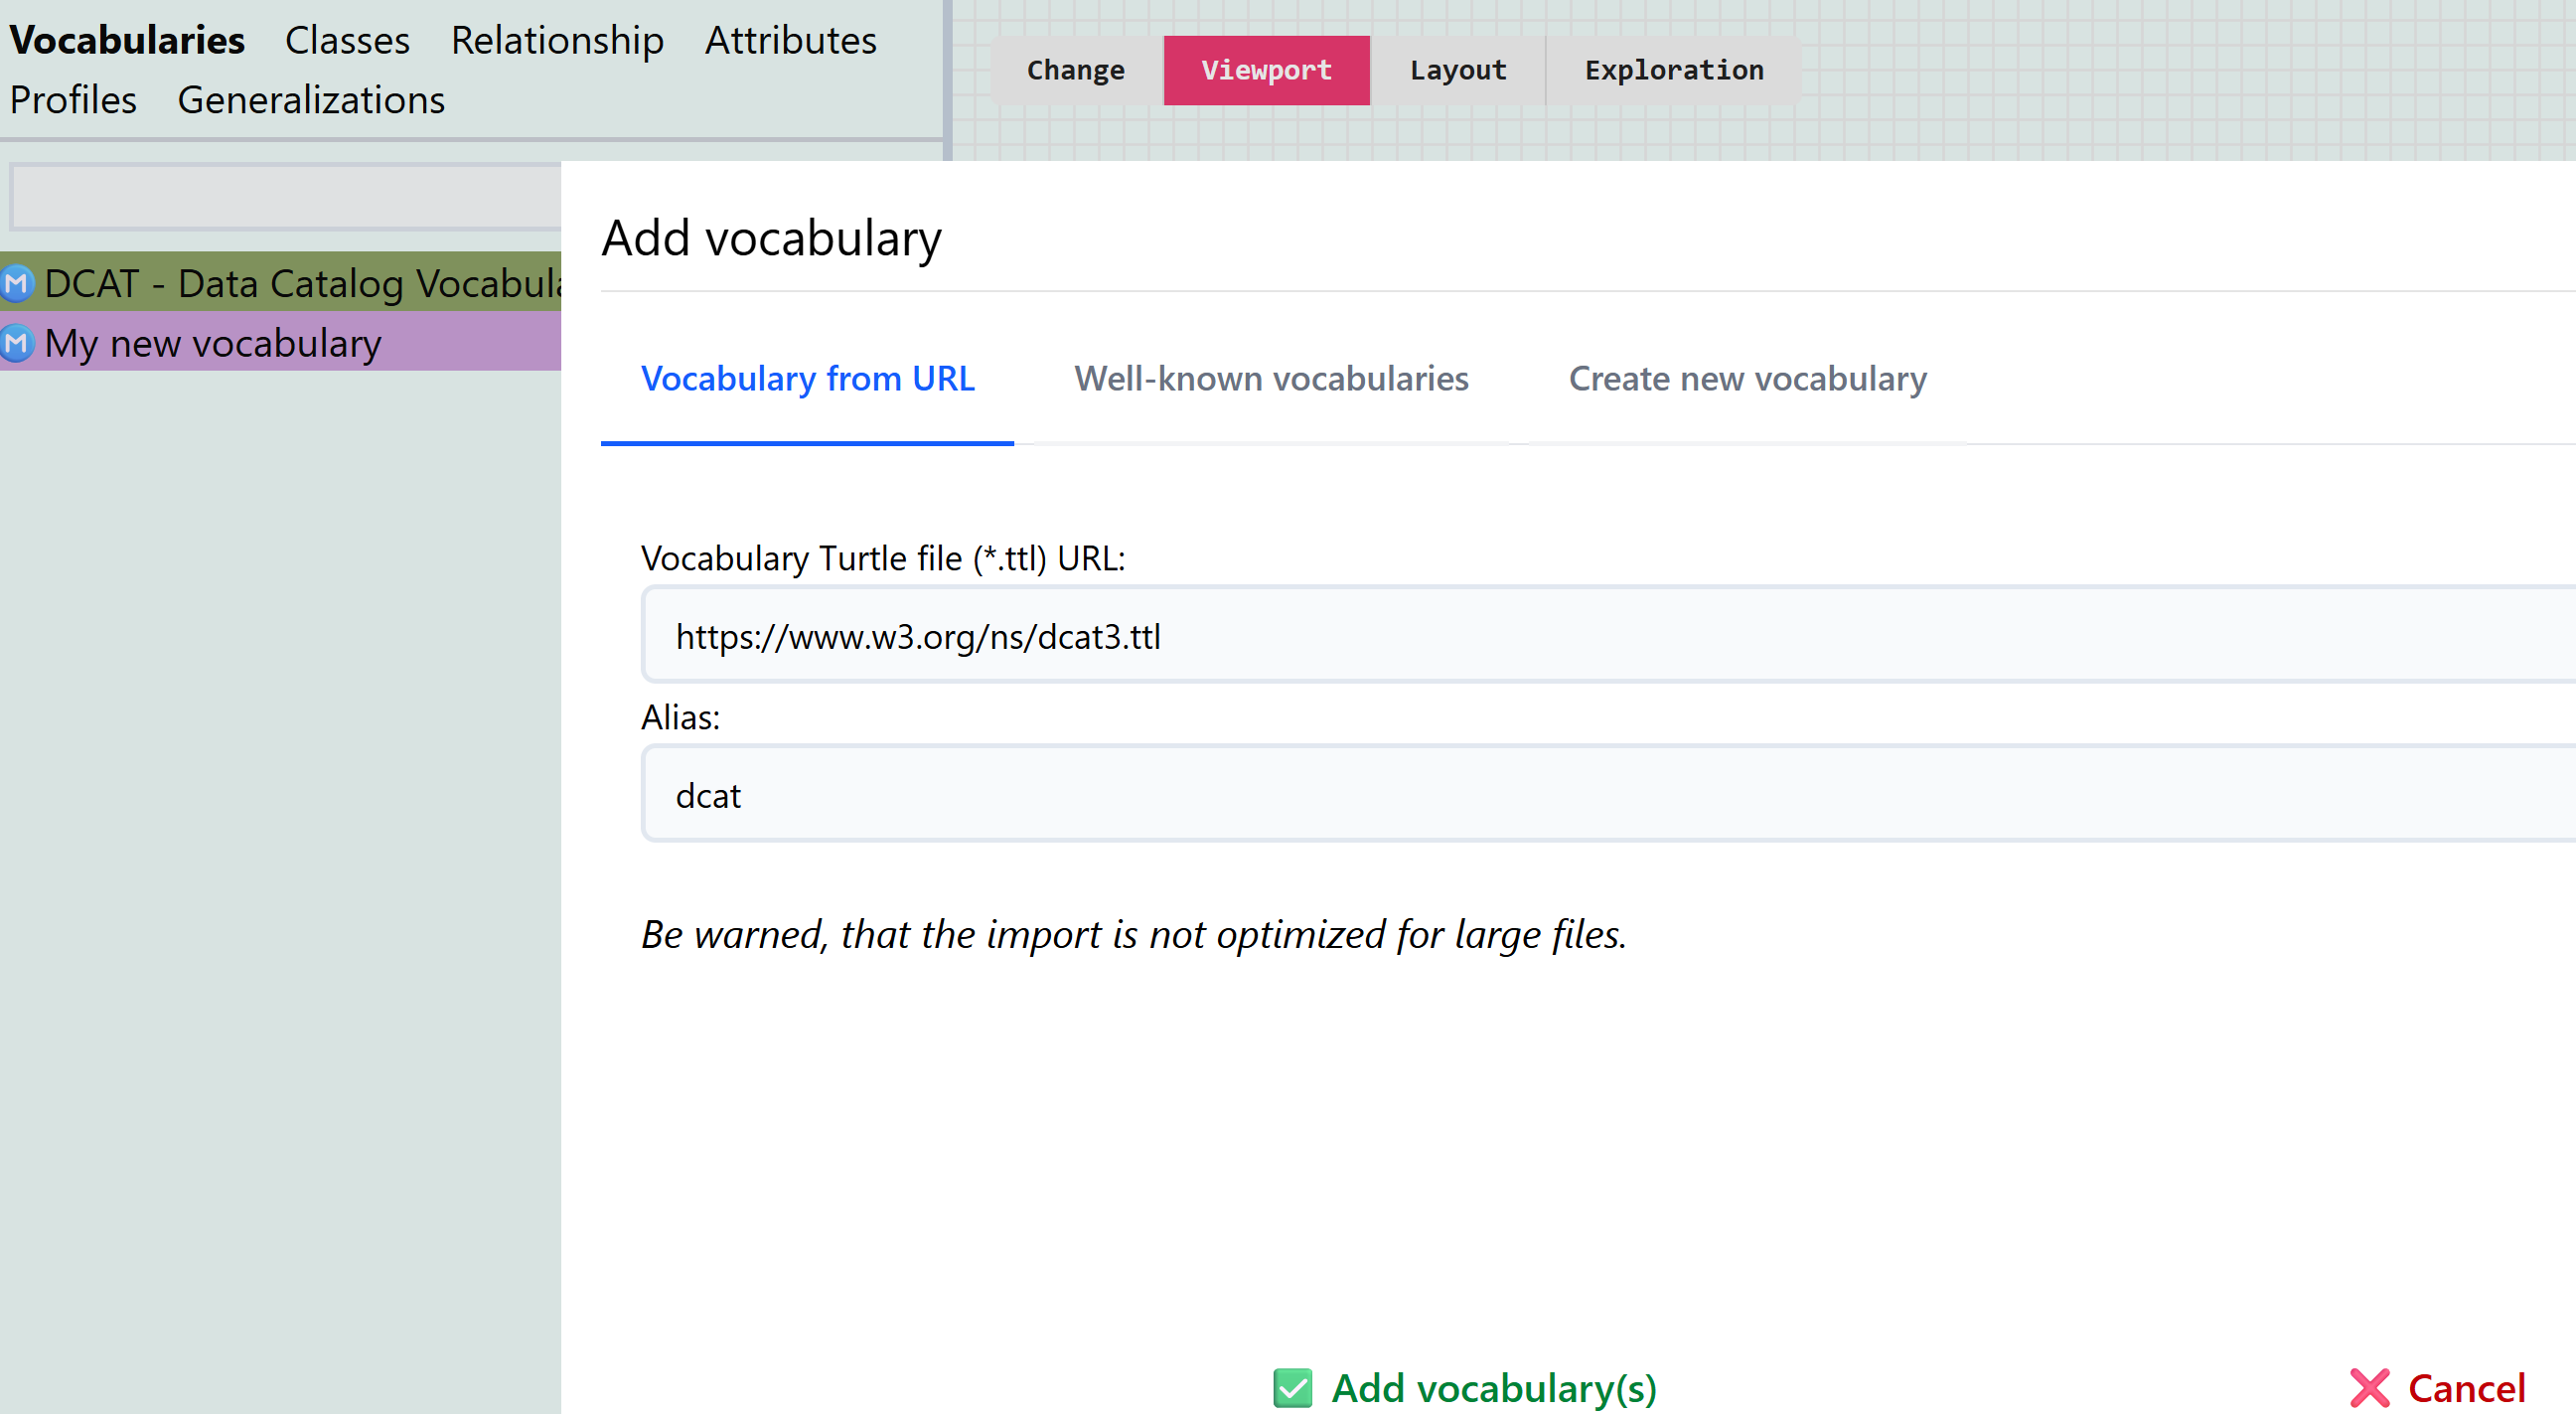 Vocabularies Classes Relationship Attributes
Profiles Generalizations
Change Viewport Layout Exploration
DCAT - Data Catalog Vocabula
My new vocabulary
Add vocabulary
Vocabulary from URL Well-known vocabularies Create new vocabulary
Vocabulary Turtle file (*.ttl) URL:
https://www.w3.org/ns/dcat3.ttl
Alias:
dcat
Be warned, that the import is not optimized for large files.
Add vocabulary(s) Cancel